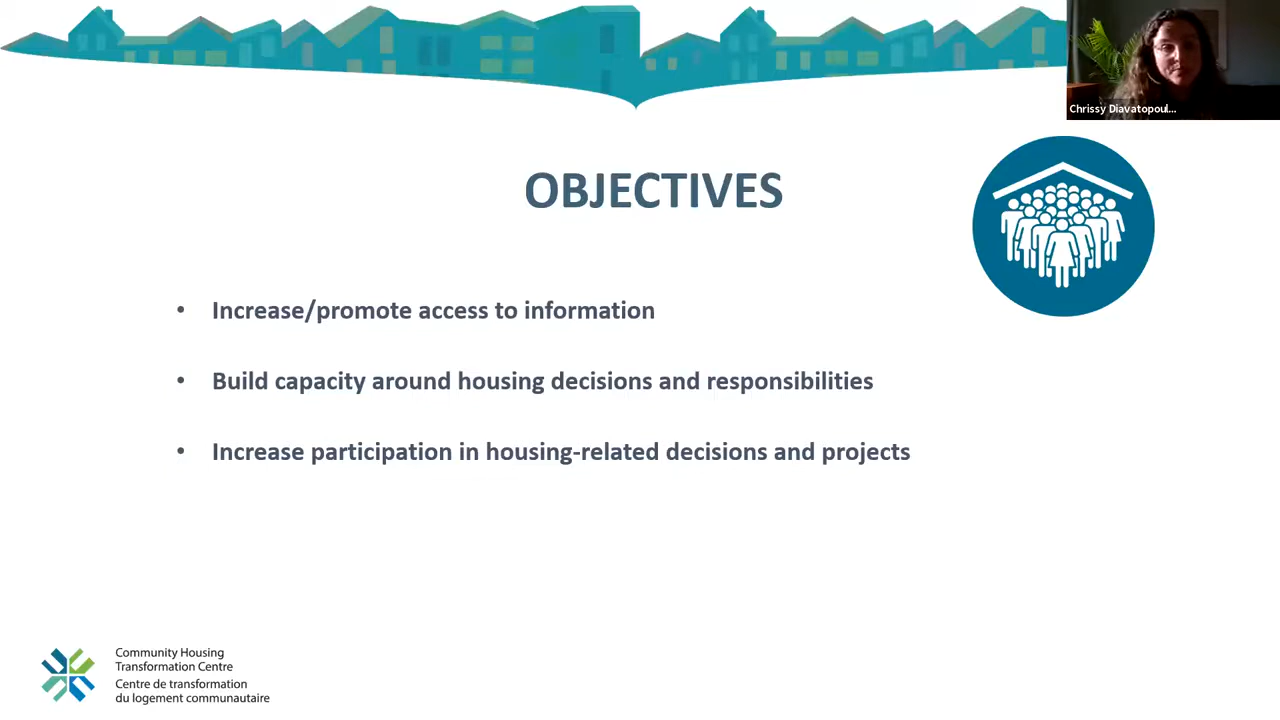 Chrissy Diavatopoul...
OBJECTIVES
• Increase/promote access to information
• Build capacity around housing decisions and responsibilities
• Increase participation in housing-related decisions and projects
Community Housing
Transformation Centre
Centre de transformation
du logement communautaire